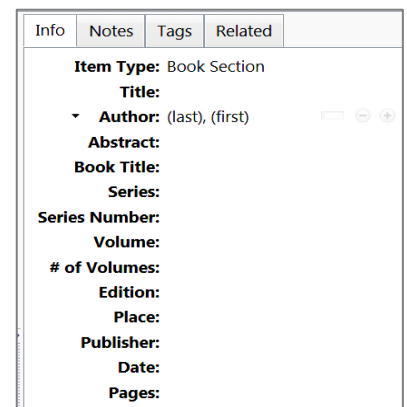 Info Notes Tags Related
Item Type: Book Section
Title:
Author: (last), (first)
Abstract:
Book Title:
Series:
Series Number:
Volume:
# of Volumes:
Edition:
Place:
Publisher:
Date:
Pages: